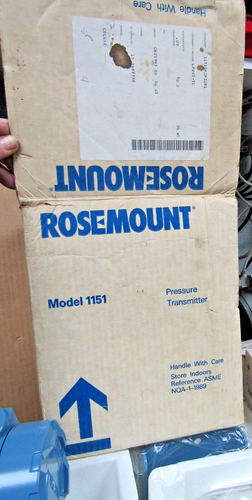 Handle With Care
ROSEMOUNT
ROSEMOUNT®
Model 1151
Pressure
Transmitter
Handle With Care
Store Indoors
Reference ASME
NQA-1-1989